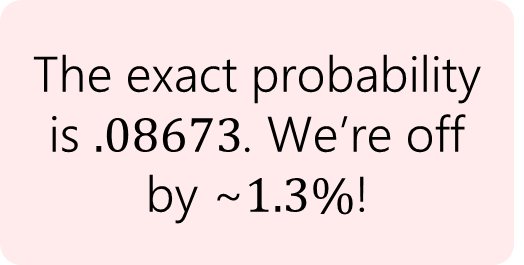 The exact probability
is .08673. We’re off
by ~1.3%!